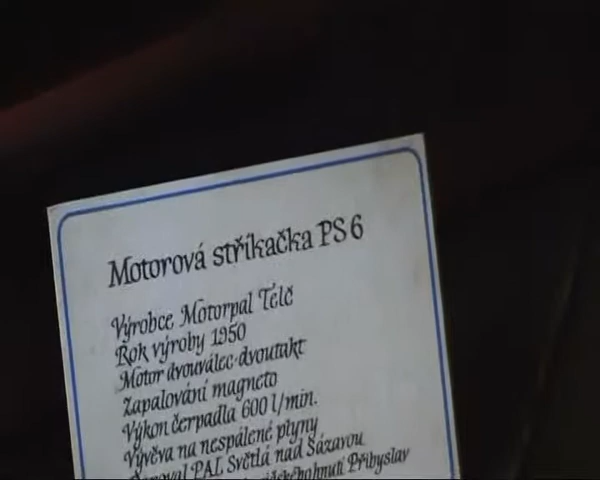 Motorová stříkačka PS 6
Výrobce Motorpal Telč
Rok výroby 1950
Motor dvouválec-dvoutakt
Zapalování magneto
Výkon čerpadla 600 l/min.
Vývěva na nespálené plyny
PAL Světlá nad Sázavou
Přibyslav